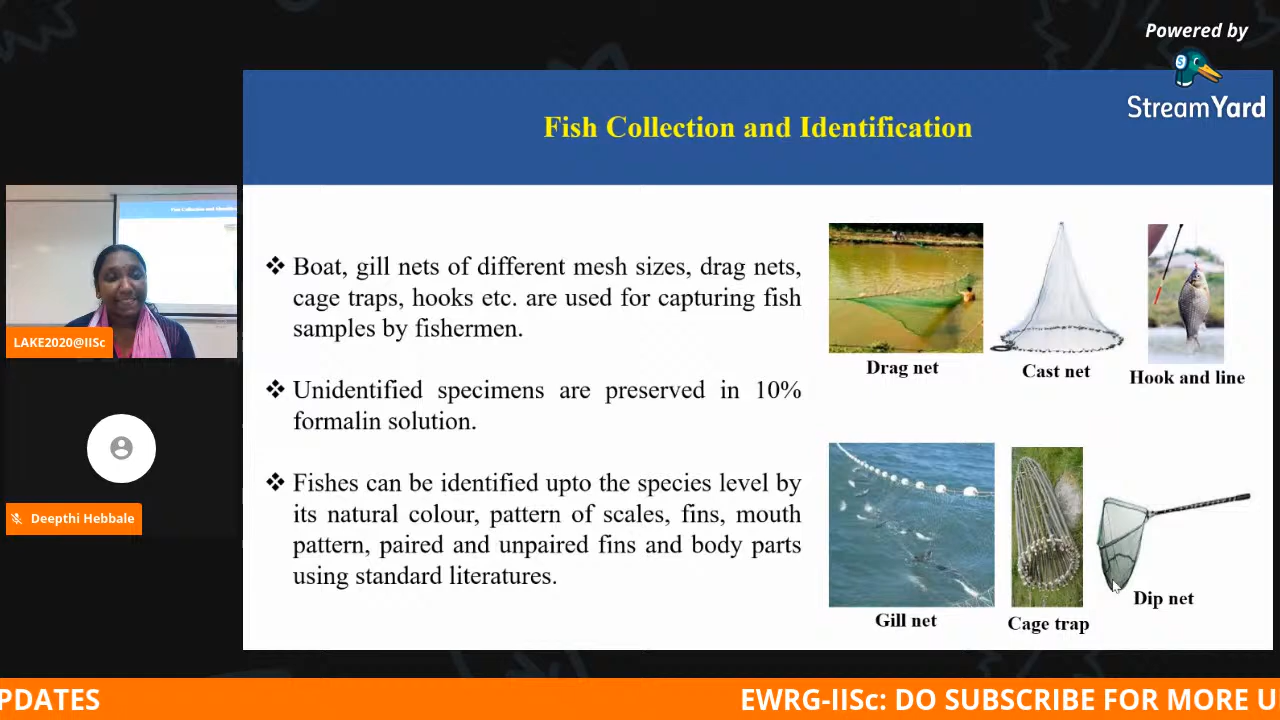 Powered by
StreamYard
Fish Collection and Identification
❖ Boat, gill nets of different mesh sizes, drag nets,
cage traps, hooks etc. are used for capturing fish
samples by fishermen.
❖ Unidentified specimens are preserved in 10%
formalin solution.
❖ Fishes can be identified upto the species level by
its natural colour, pattern of scales, fins, mouth
pattern, paired and unpaired fins and body parts
using standard literatures.
Drag net
Cast net
Hook and line
Gill net
Cage trap
Dip net
LAKE2020@IISc
Deepthi Hebbale
PDATES
EWRG-IISc: DO SUBSCRIBE FOR MORE U